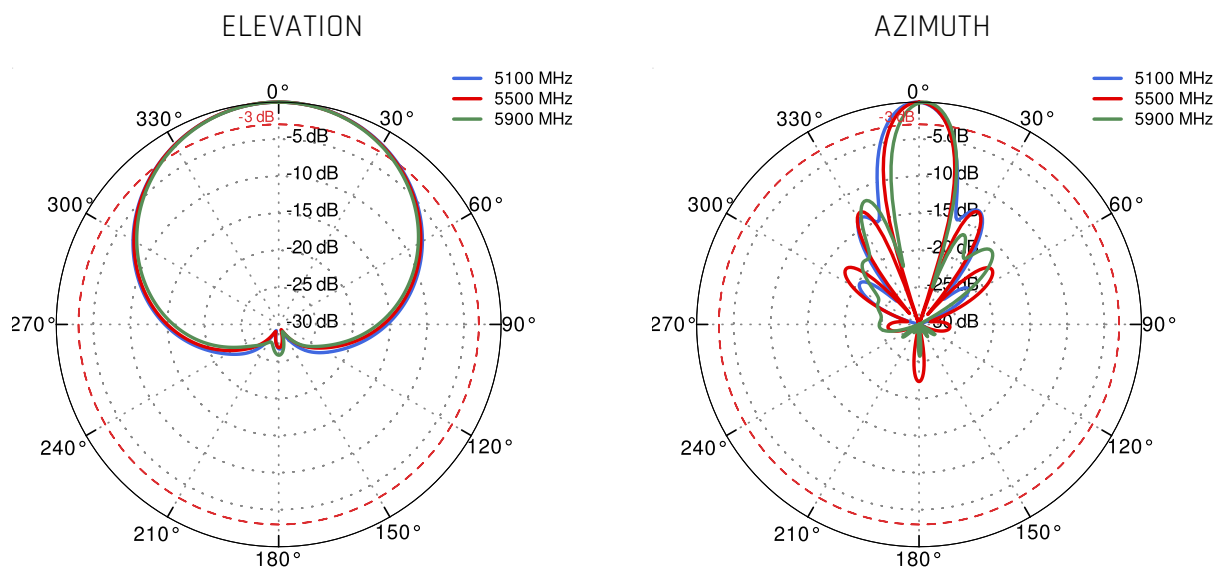 ELEVATION
5100 MHz
5500 MHz
5900 MHz
0°
330°
-3 dB
30°
-5 dB
-10 dB
300°
-15 dB
60°
-20 dB
-25 dB
270°
-30 dB
90°
240°
120°
210°
150°
180°
AZIMUTH
5100 MHz
5500 MHz
5900 MHz
0°
330°
-3 dB
30°
-5 dB
-10 dB
300°
-15 dB
60°
-20 dB
-25 dB
270°
-30 dB
90°
240°
120°
210°
150°
180°